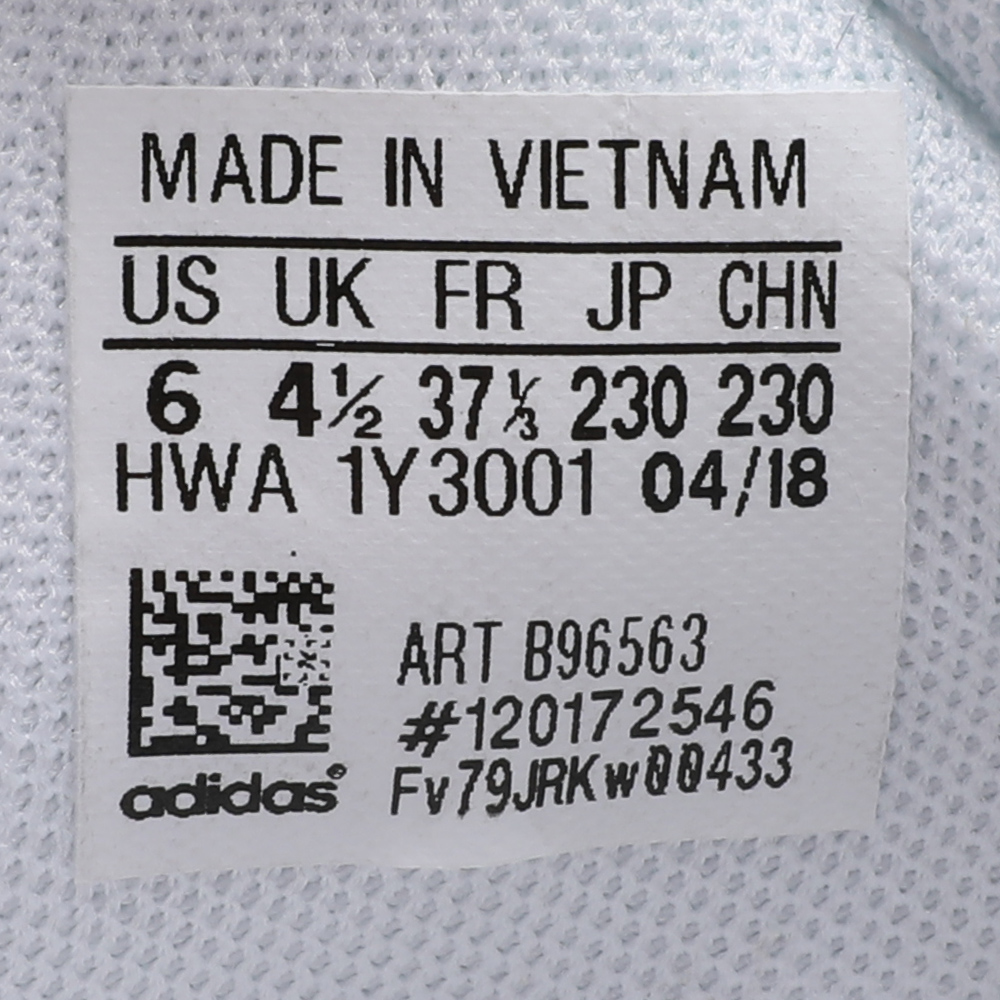 MADE IN VIETNAM
US UK FR JP CHN
6 4½ 37⅓ 230 230
HWA 1Y3001 04/18
ART B96563
#120172546
Fv79JRKw00433
adidas®